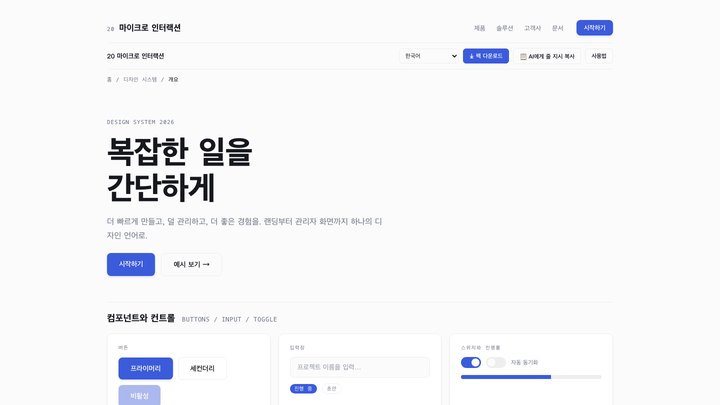 20 마이크로 인터랙션
제품 솔루션 고객사 문서 시작하기
20 마이크로 인터랙션
한국어 팩 다운로드 AI에게 줄 지시 복사 사용법
홈 / 디자인 시스템 / 개요
DESIGN SYSTEM 2026
복잡한 일을
간단하게
더 빠르게 만들고, 덜 관리하고, 더 좋은 경험을. 랜딩부터 관리자 화면까지 하나의 디
자인 언어로.
시작하기 예시 보기 →
컴포넌트와 컨트롤 BUTTONS / INPUT / TOGGLE
버튼
프라이머리 세컨더리
비활성
입력창
프로젝트 이름을 입력...
진행 중 초안
스위치와 진행률
자동 동기화